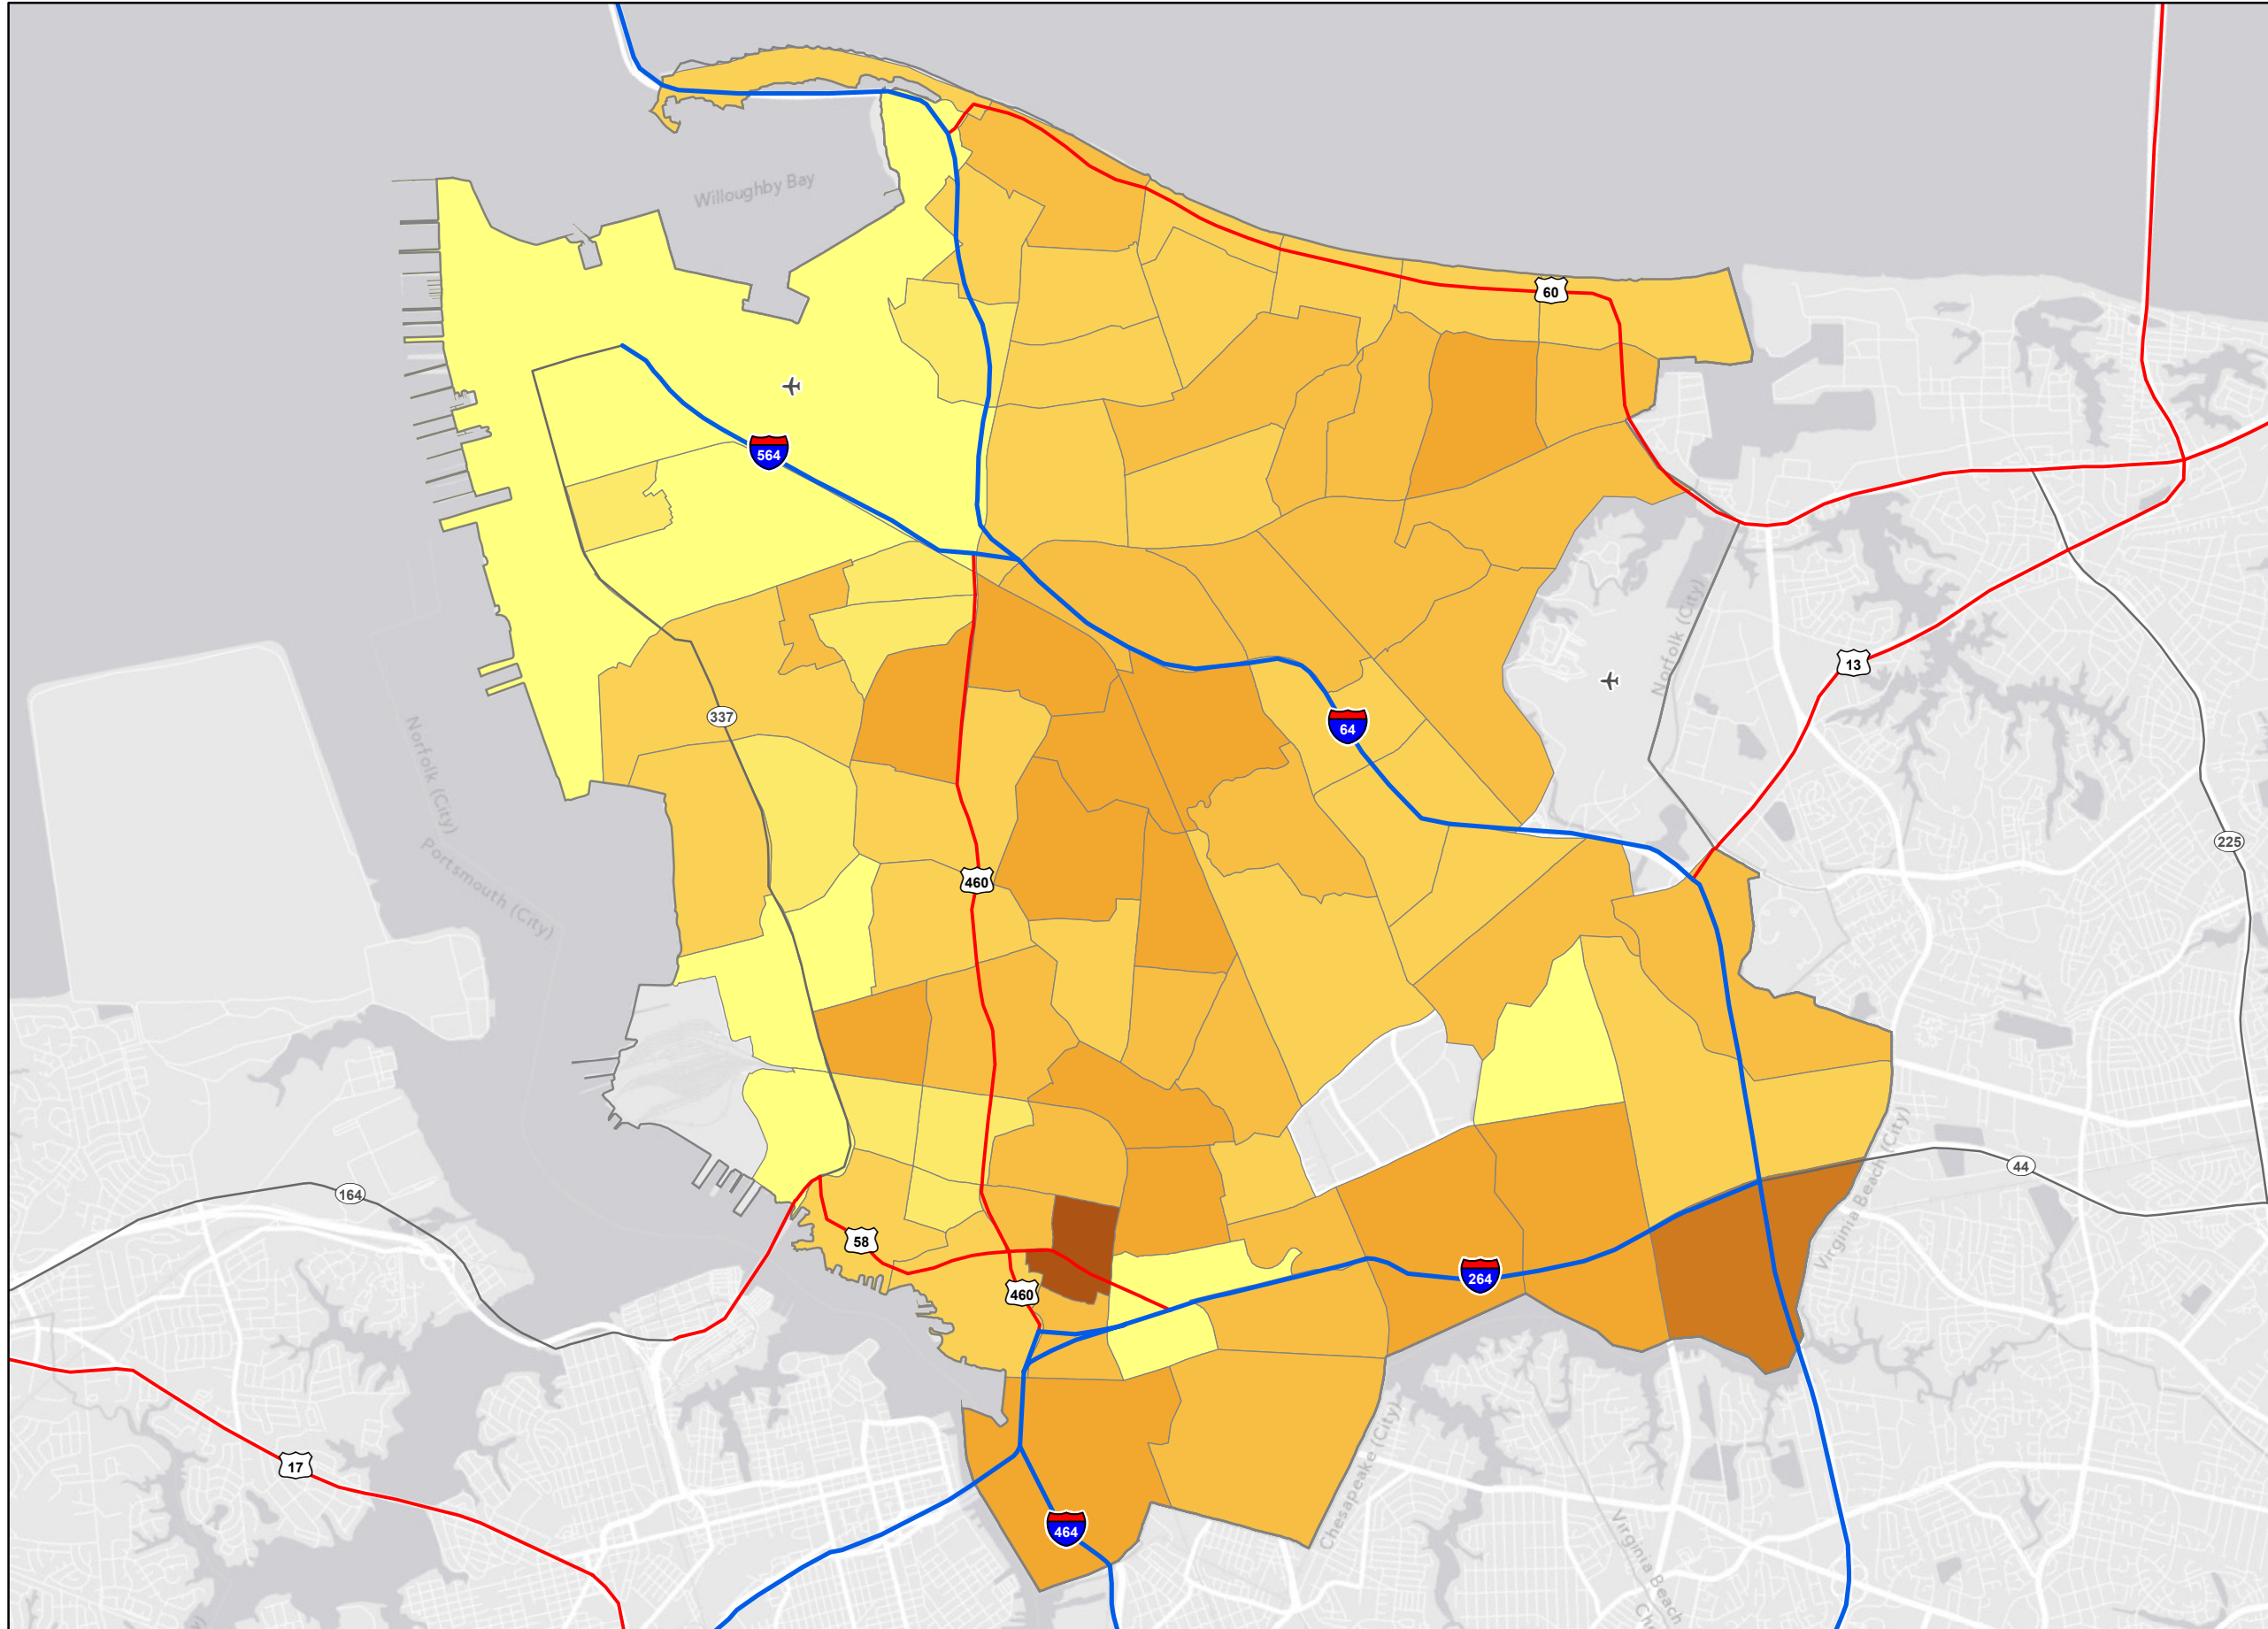 Willoughby Bay
60
564
Norfolk (City)
13
337
64
Norfolk (City)
Portsmouth (City)
225
460
164
44
Virginia Beach (City)
58
264
460
17
Chesapeake (City)
464
Virginia Beach